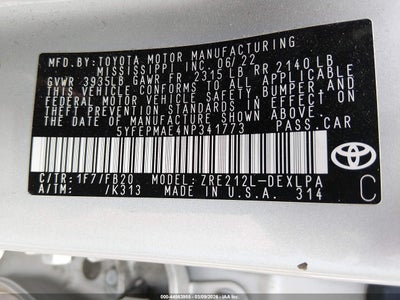 MFD.BY:TOYOTA MOTOR MANUFACTURING
MISSISSIPPI INC. 06/22
GVWR 3935LB GAWR FR 2315 LB RR 2140 LB
THIS VEHICLE CONFORMS TO ALL APPLICABLE
FEDERAL MOTOR VEHICLE SAFETY, BUMPER, AND
THEFT PREVENTION STANDARDS IN EFFECT ON
THE DATE OF MANUFACTURE SHOWN ABOVE.
5YFEPMAE4NP341773 PASS.CAR
TOYOTA
C/TR:1F7/FB20 MODEL:ZRE212L-DEXLPA C
A/TM: /K313 MADE IN U.S.A. 314